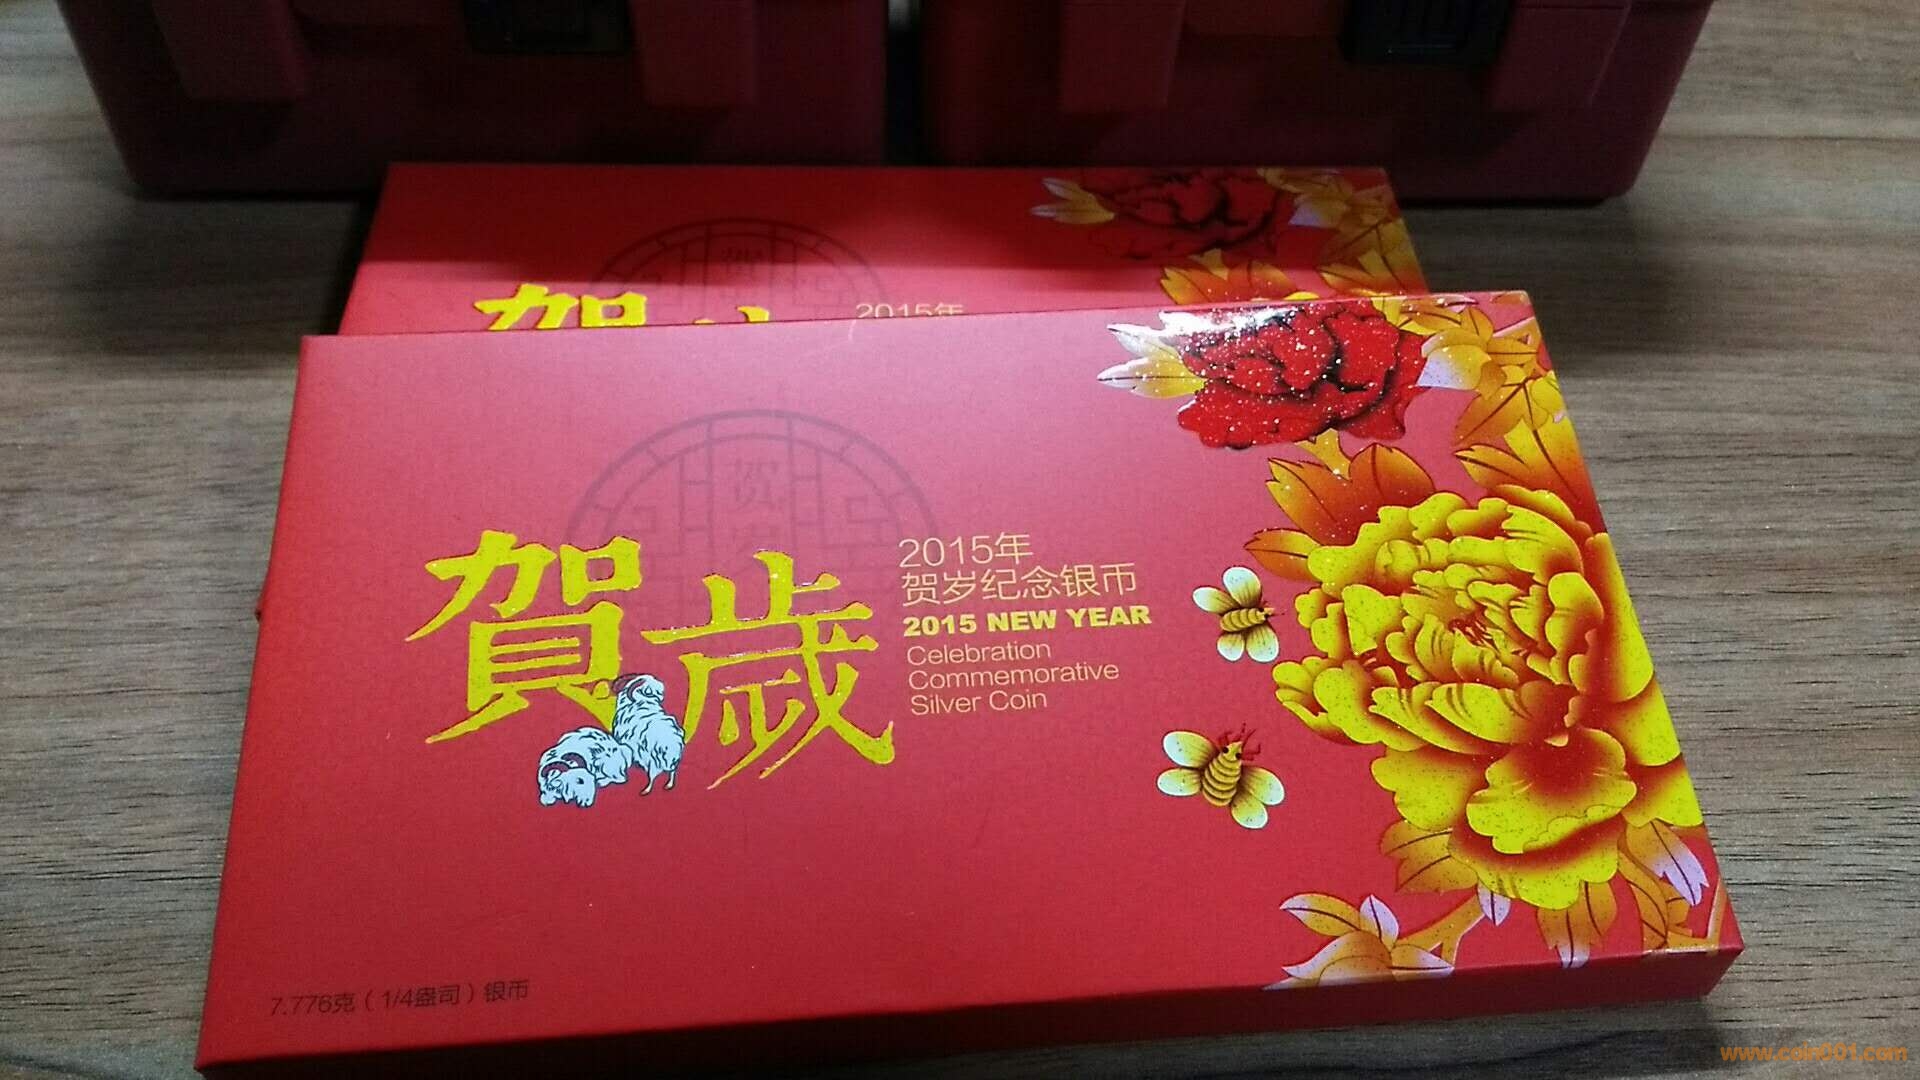 賀
2015年
贺
賀歲
2015年
贺岁纪念银币
2015 NEW YEAR
Celebration
Commemorative
Silver Coin
7.776克（1/4盎司）银币
www.coin001.com